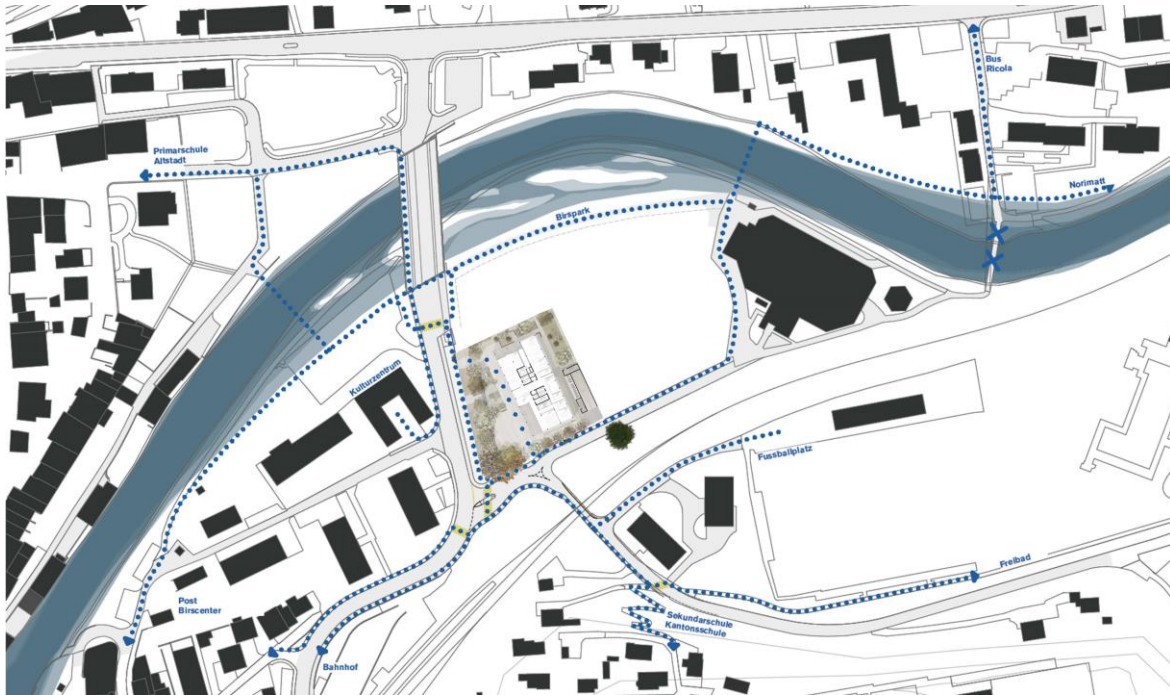 Bus
Ricola
Primarschule
Altstadt
Norimatt
Birspark
Kulturzentrum
Fussballplatz
Freibad
Post
Birscenter
Sekundarschule
Kantonsschule
Bahnhof